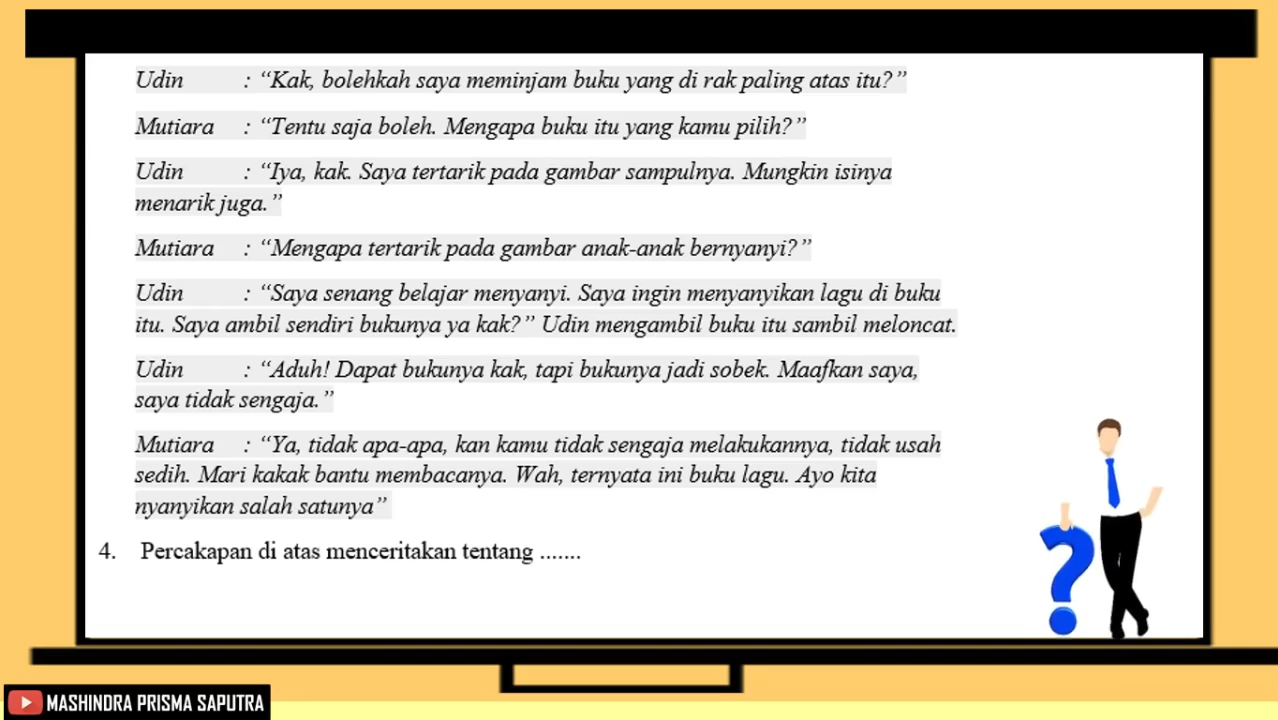 Udin : “Kak, bolehkah saya meminjam buku yang di rak paling atas itu?”
Mutiara : “Tentu saja boleh. Mengapa buku itu yang kamu pilih?”
Udin : “Iya, kak. Saya tertarik pada gambar sampulnya. Mungkin isinya
menarik juga.”
Mutiara : “Mengapa tertarik pada gambar anak-anak bernyanyi?”
Udin : “Saya senang belajar menyanyi. Saya ingin menyanyikan lagu di buku
itu. Saya ambil sendiri bukunya ya kak?” Udin mengambil buku itu sambil meloncat.
Udin : “Aduh! Dapat bukunya kak, tapi bukunya jadi sobek. Maafkan saya,
saya tidak sengaja.”
Mutiara : “Ya, tidak apa-apa, kan kamu tidak sengaja melakukannya, tidak usah
sedih. Mari kakak bantu membacanya. Wah, ternyata ini buku lagu. Ayo kita
nyanyikan salah satunya”
4. Percakapan di atas menceritakan tentang .......
MASHINDRA PRISMA SAPUTRA